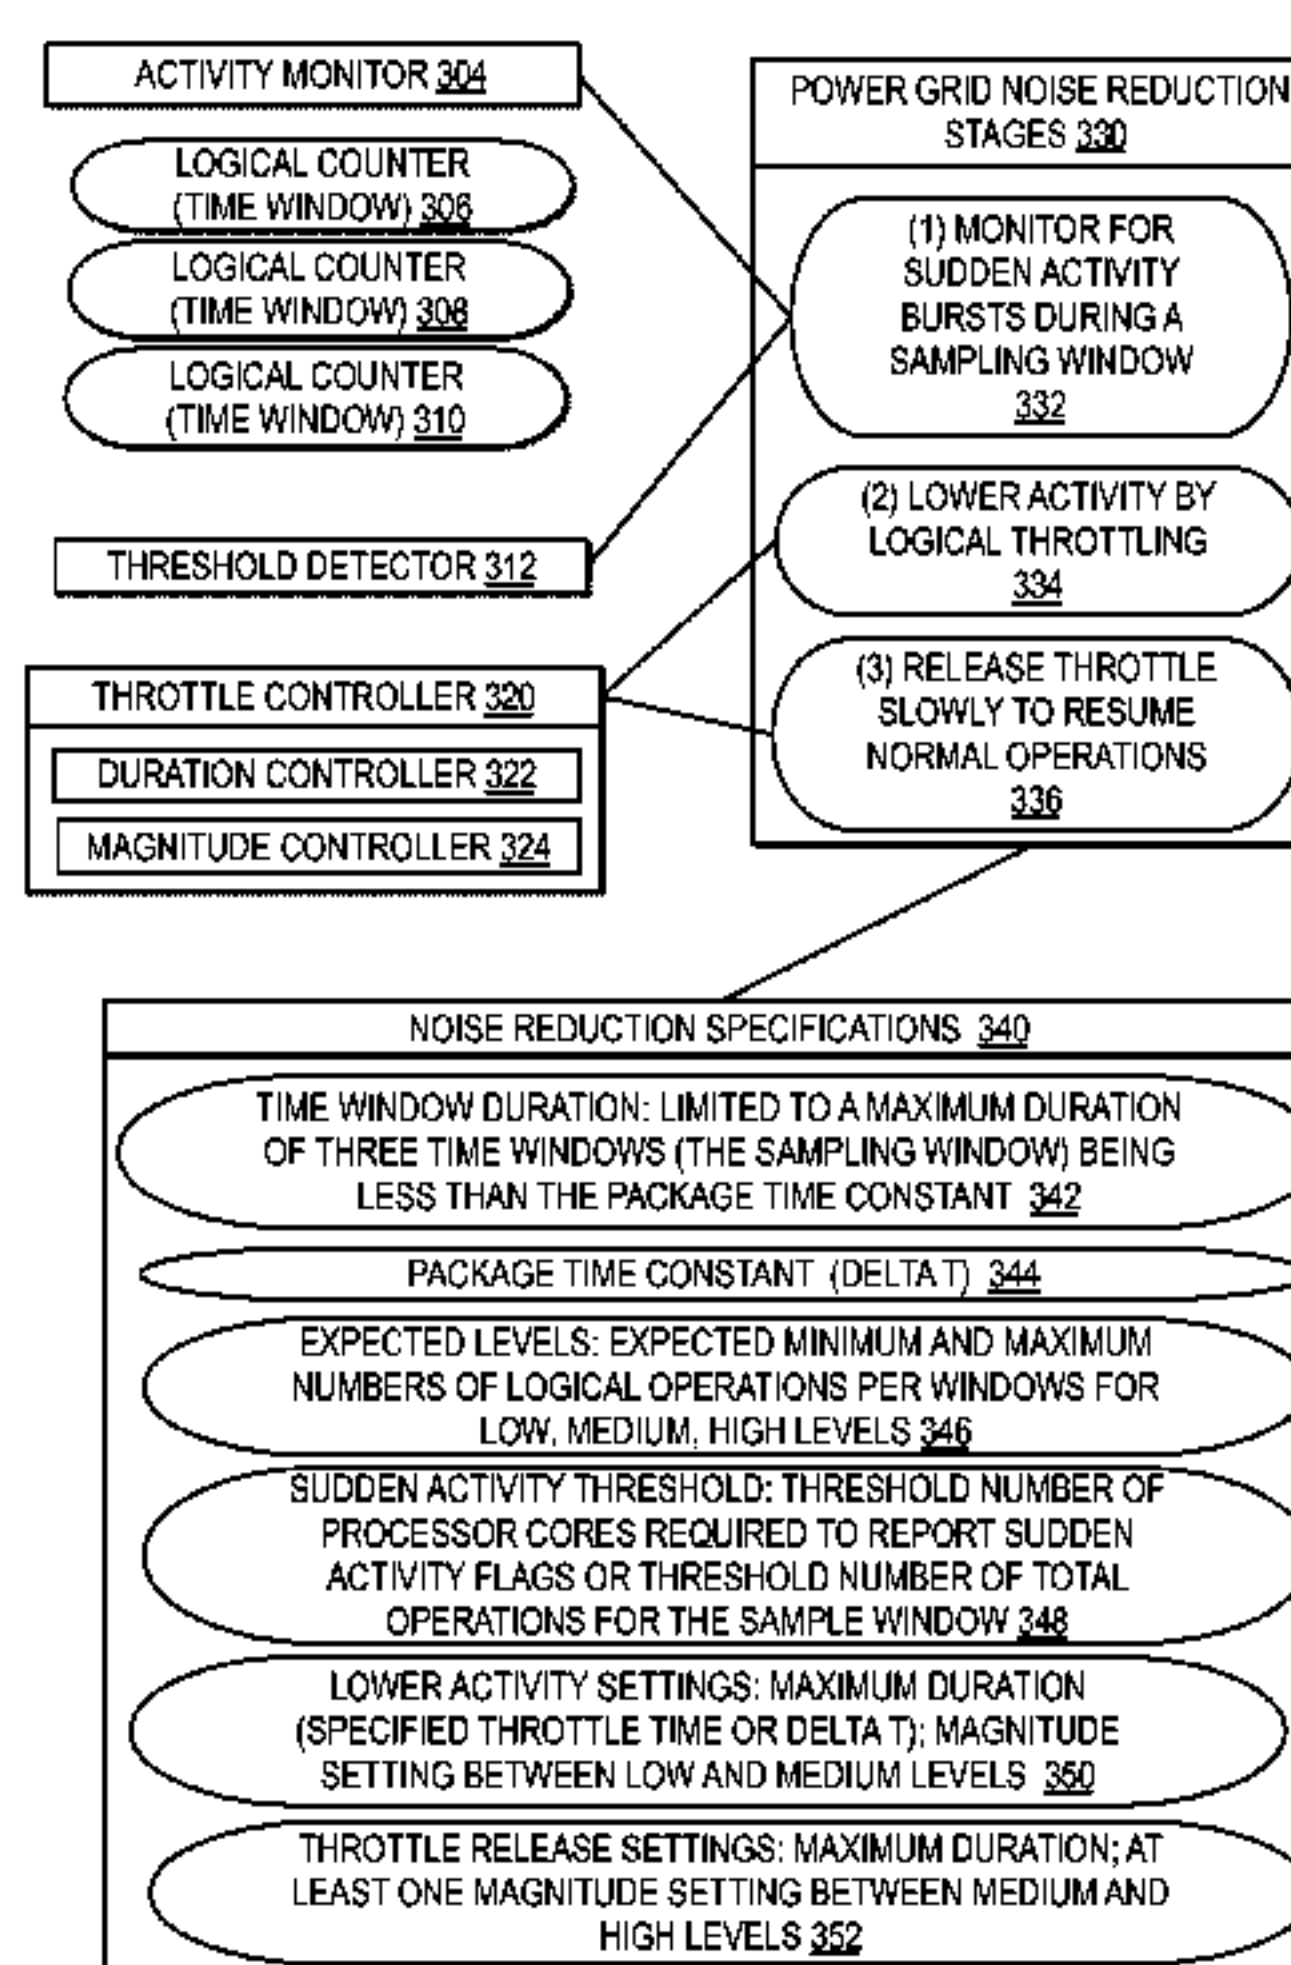 ACTIVITY MONITOR 304
LOGICAL COUNTER
(TIME WINDOW) 306
LOGICAL COUNTER
(TIME WINDOW) 308
LOGICAL COUNTER
(TIME WINDOW) 310
THRESHOLD DETECTOR 312
THROTTLE CONTROLLER 320
DURATION CONTROLLER 322
MAGNITUDE CONTROLLER 324
POWER GRID NOISE REDUCTION
STAGES 330
(1) MONITOR FOR
SUDDEN ACTIVITY
BURSTS DURING A
SAMPLING WINDOW
332
(2) LOWER ACTIVITY BY
LOGICAL THROTTLING
334
(3) RELEASE THROTTLE
SLOWLY TO RESUME
NORMAL OPERATIONS
336
NOISE REDUCTION SPECIFICATIONS 340
TIME WINDOW DURATION: LIMITED TO A MAXIMUM DURATION
OF THREE TIME WINDOWS (THE SAMPLING WINDOW) BEING
LESS THAN THE PACKAGE TIME CONSTANT 342
PACKAGE TIME CONSTANT (DELTA T) 344
EXPECTED LEVELS: EXPECTED MINIMUM AND MAXIMUM
NUMBERS OF LOGICAL OPERATIONS PER WINDOWS FOR
LOW, MEDIUM, HIGH LEVELS 346
SUDDEN ACTIVITY THRESHOLD: THRESHOLD NUMBER OF
PROCESSOR CORES REQUIRED TO REPORT SUDDEN
ACTIVITY FLAGS OR THRESHOLD NUMBER OF TOTAL
OPERATIONS FOR THE SAMPLE WINDOW 348
LOWER ACTIVITY SETTINGS: MAXIMUM DURATION
(SPECIFIED THROTTLE TIME OR DELTA T); MAGNITUDE
SETTING BETWEEN LOW AND MEDIUM LEVELS 350
THROTTLE RELEASE SETTINGS: MAXIMUM DURATION; AT
LEAST ONE MAGNITUDE SETTING BETWEEN MEDIUM AND
HIGH LEVELS 352